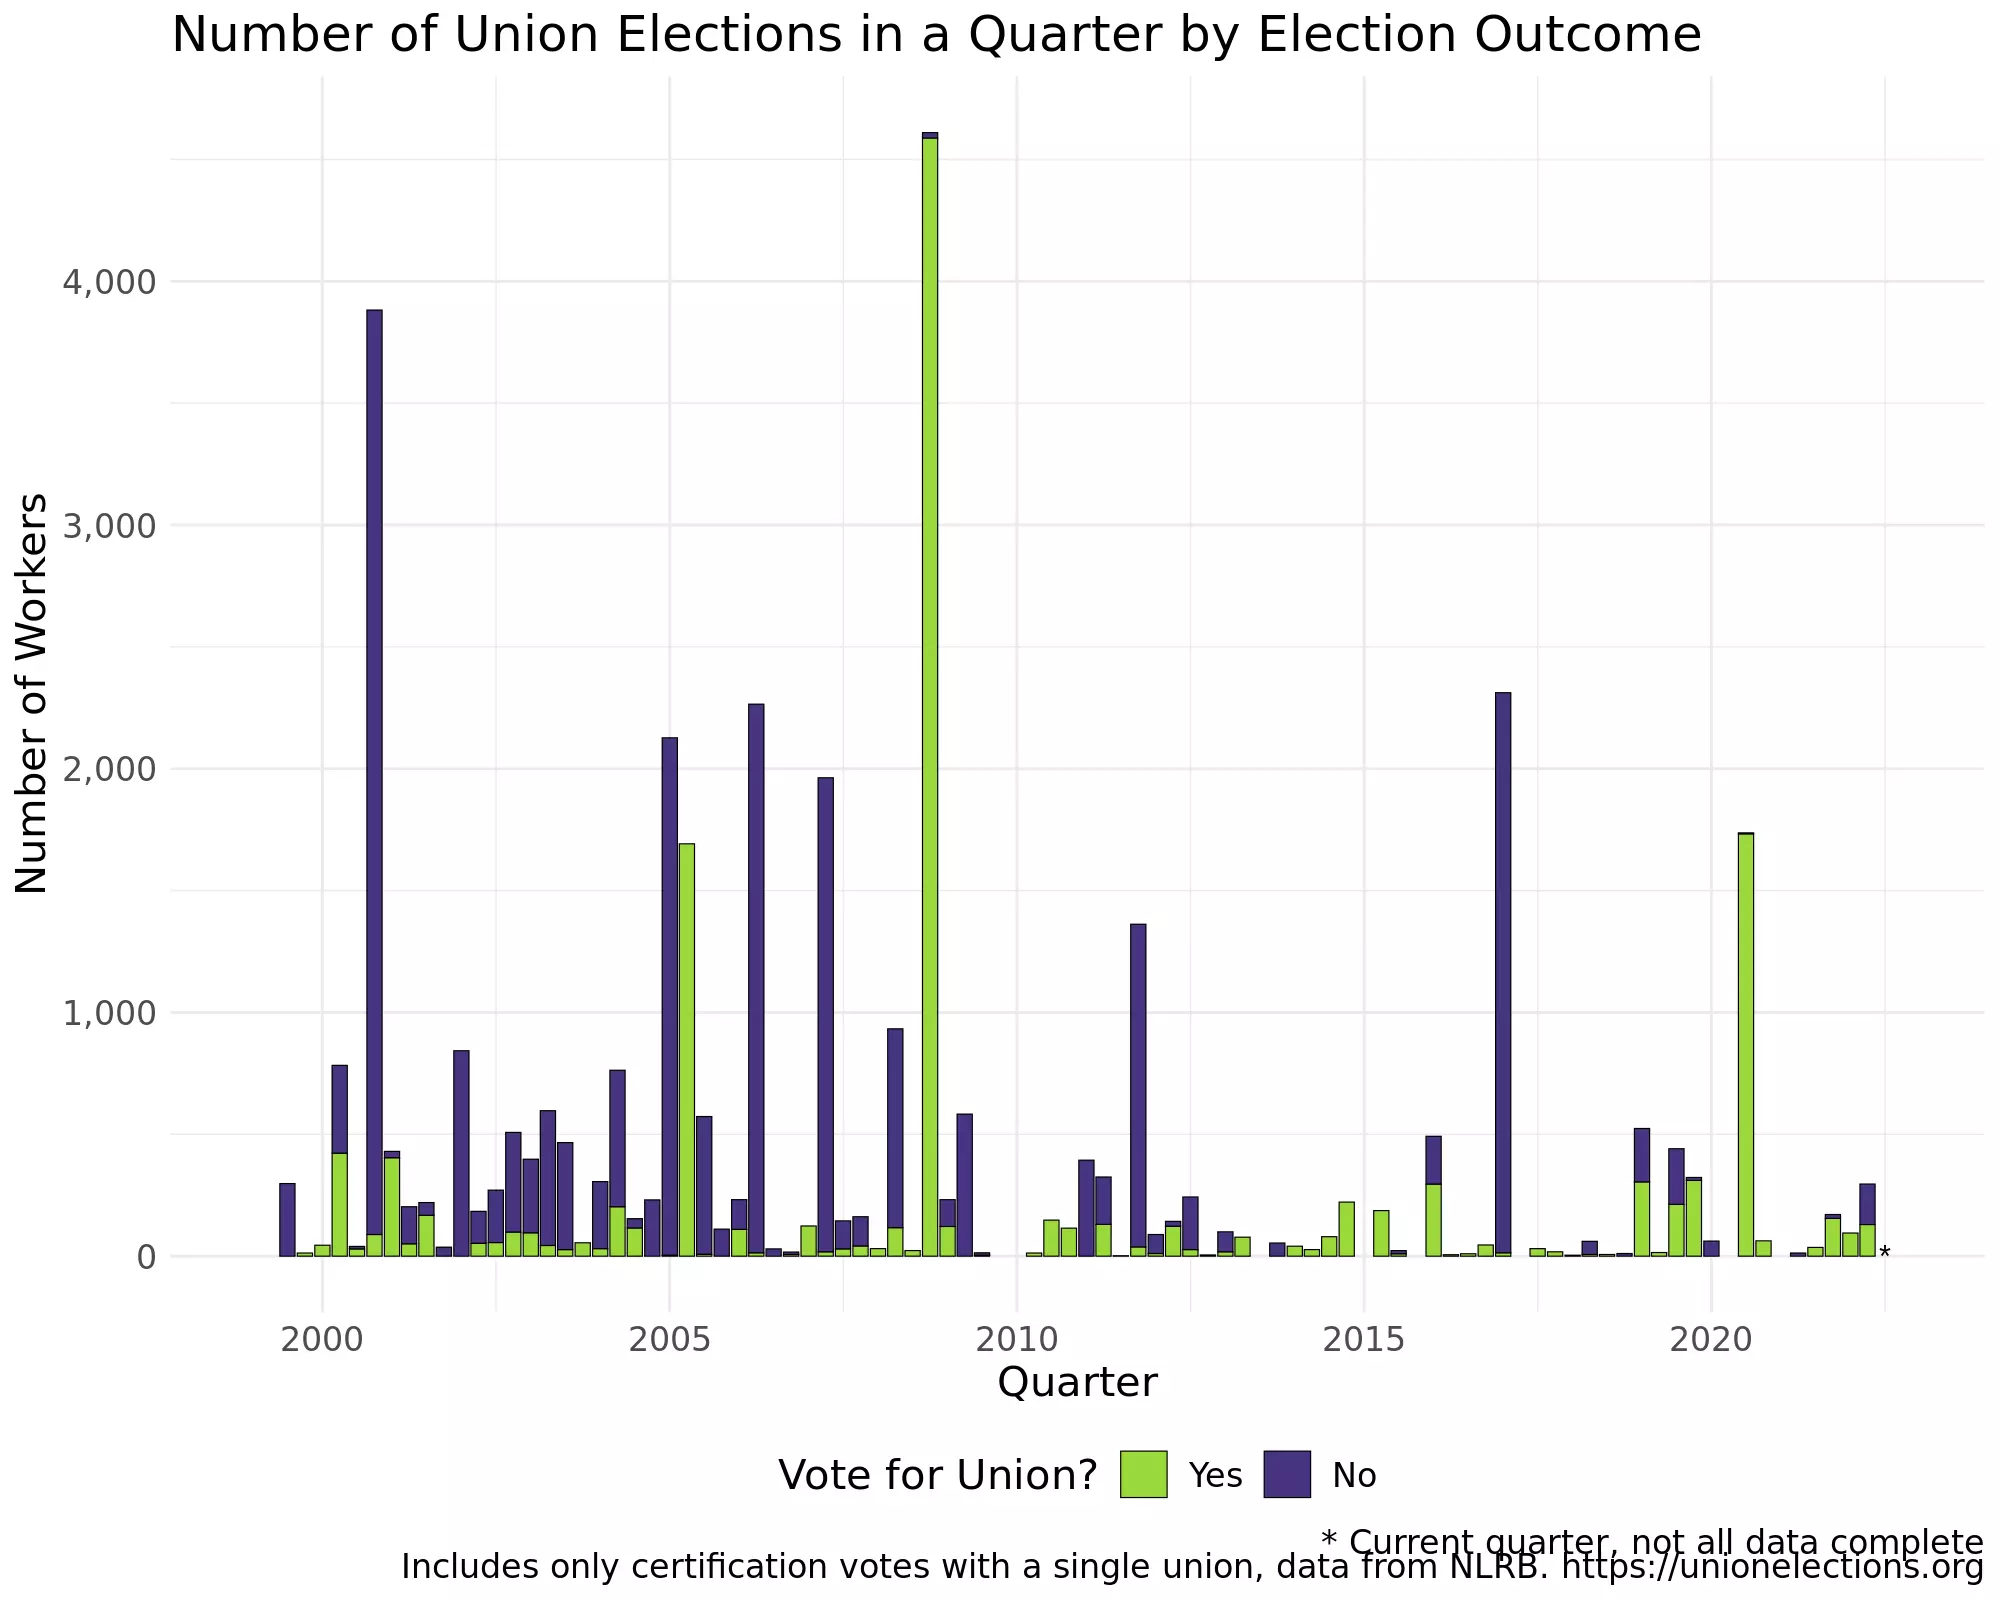 Number of Union Elections in a Quarter by Election Outcome
Number of Workers
4,000
3,000
2,000
1,000
0
*
2000 2005 2010 2015 2020
Quarter
Vote for Union? Yes No
* Current quarter, not all data complete
Includes only certification votes with a single union, data from NLRB. https://unionelections.org